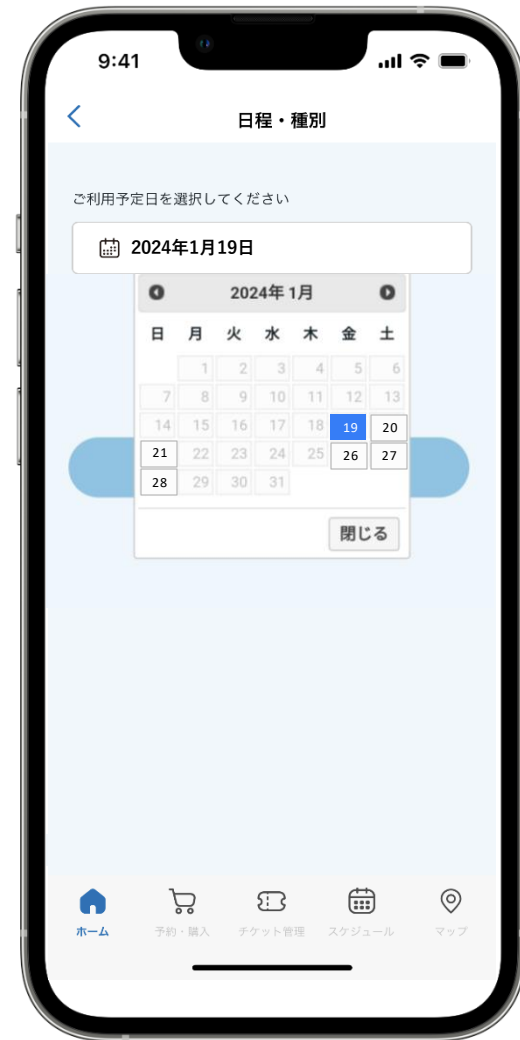 9:41
日程・種別
ご利用予定日を選択してください
2024年1月19日
2024年 1月
日 月 火 水 木 金 土
1 2 3 4 5 6
7 8 9 10 11 12 13
14 15 16 17 18 19 20
21 22 23 24 25 26 27
28 29 30 31
閉じる
ホーム 予約・購入 チケット管理 スケジュール マップ